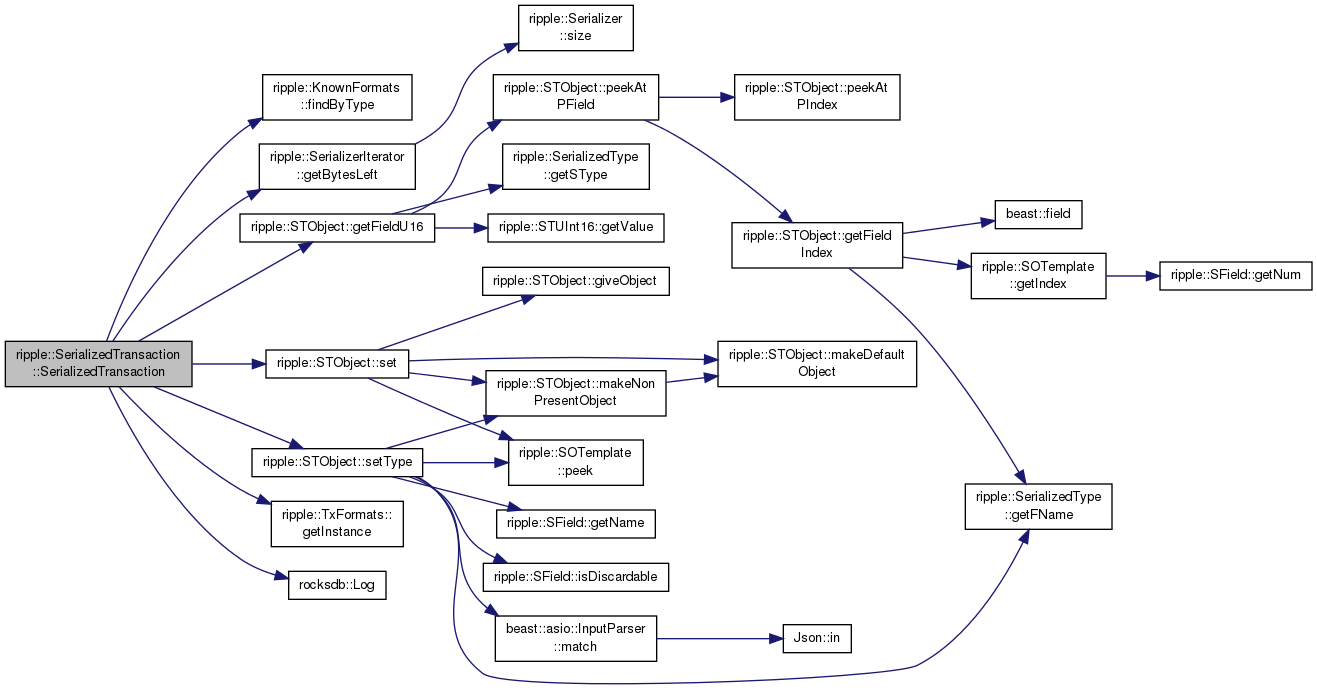 ripple::Serializer
::size
ripple::KnownFormats
::findByType
ripple::STObject::peekAt
PField
ripple::STObject::peekAt
PIndex
ripple::SerializerIterator
::getBytesLeft
ripple::SerializedType
::getSType
ripple::STObject::getFieldU16
ripple::STUInt16::getValue
ripple::STObject::getField
Index
beast::field
ripple::SOTemplate
::getIndex
ripple::SField::getNum
ripple::STObject::giveObject
ripple::SerializedTransaction
::SerializedTransaction
ripple::STObject::set
ripple::STObject::makeDefault
Object
ripple::STObject::makeNon
PresentObject
ripple::STObject::setType
ripple::SOTemplate
::peek
ripple::SerializedType
::getFName
ripple::TxFormats::
getInstance
ripple::SField::getName
rocksdb::Log
ripple::SField::isDiscardable
beast::asio::InputParser
::match
Json::in